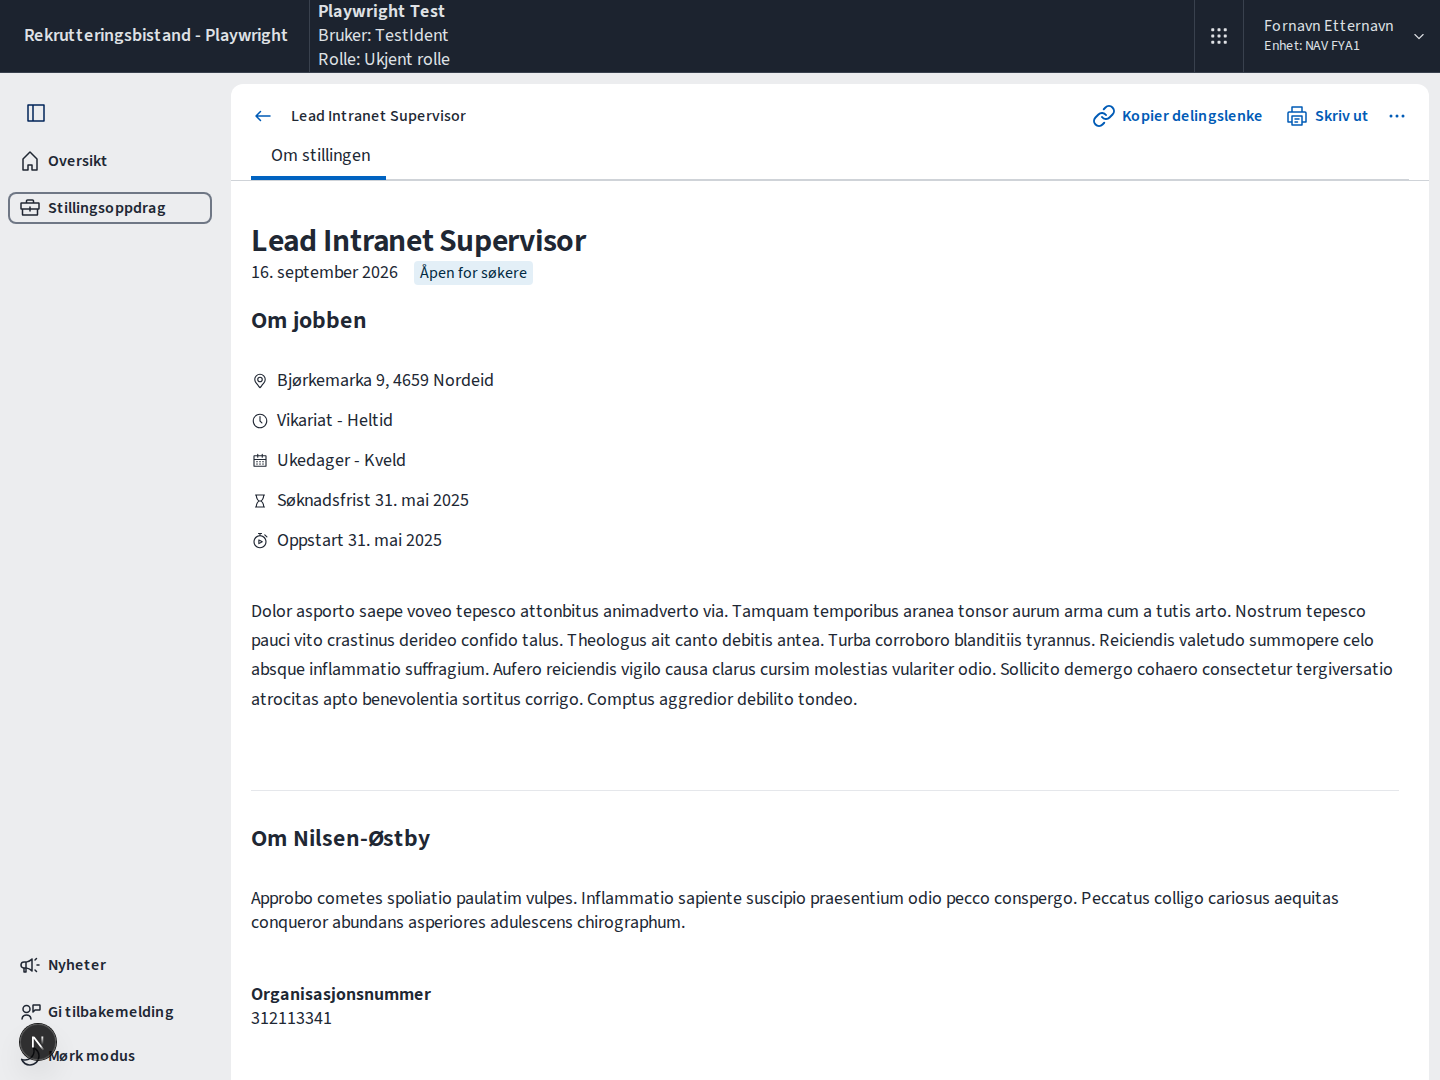 Rekrutteringsbistand - Playwright
Playwright Test
Bruker: TestIdent
Rolle: Ukjent rolle
Fornavn Etternavn
Enhet: NAV FYA1
Oversikt
Stillingsoppdrag
Nyheter
Gi tilbakemelding
Mørk modus
N
Lead Intranet Supervisor
Kopier delingslenke
Skriv ut
Om stillingen
Lead Intranet Supervisor
16. september 2026 Åpen for søkere
Om jobben
Bjørkemarka 9, 4659 Nordeid
Vikariat - Heltid
Ukedager - Kveld
Søknadsfrist 31. mai 2025
Oppstart 31. mai 2025
Dolor asporto saepe voveo tepesco attonbitus animadverto via. Tamquam temporibus aranea tonsor aurum arma cum a tutis arto. Nostrum tepesco
pauci vito crastinus derideo confido talus. Theologus ait canto debitis antea. Turba corroboro blanditiis tyrannus. Reiciendis valetudo summopere celo
absque inflammatio suffragium. Aufero reiciendis vigilo causa clarus cursim molestias vulariter odio. Sollicito demergo cohaero consectetur tergiversatio
atrocitas apto benevolentia sortitus corrigo. Comptus aggredior debilito tondeo.
Om Nilsen-Østby
Approbo cometes spoliatio paulatim vulpes. Inflammatio sapiente suscipio praesentium odio pecco conspergo. Peccatus colligo cariosus aequitas
conqueror abundans asperiores adulescens chirographum.
Organisasjonsnummer
312113341